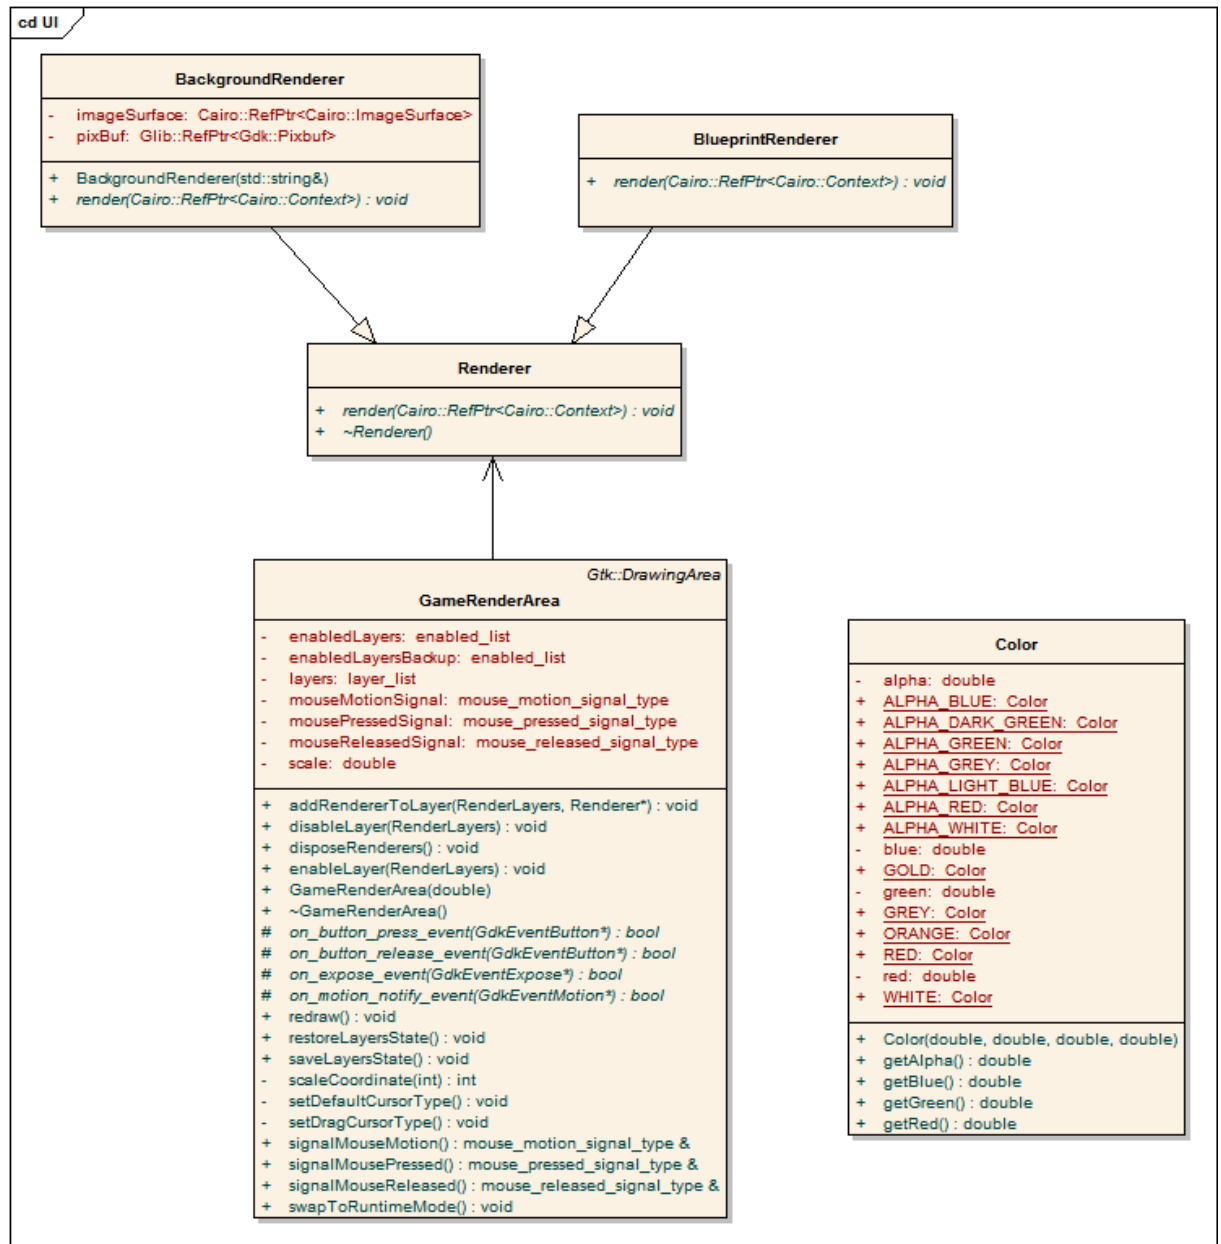 cd UI
BackgroundRenderer
- imageSurface: Cairo::RefPtr<Cairo::ImageSurface>
- pixBuf: Glib::RefPtr<Gdk::Pixbuf>
+ BackgroundRenderer(std::string&)
+ render(Cairo::RefPtr<Cairo::Context>) : void
BlueprintRenderer
+ render(Cairo::RefPtr<Cairo::Context>) : void
Renderer
+ render(Cairo::RefPtr<Cairo::Context>) : void
+ ~Renderer()
Gtk::DrawingArea
GameRenderArea
- enabledLayers: enabled_list
- enabledLayersBackup: enabled_list
- layers: layer_list
- mouseMotionSignal: mouse_motion_signal_type
- mousePressedSignal: mouse_pressed_signal_type
- mouseReleasedSignal: mouse_released_signal_type
- scale: double
+ addRendererToLayer(RenderLayers, Renderer*) : void
+ disableLayer(RenderLayers) : void
+ disposeRenderers() : void
+ enableLayer(RenderLayers) : void
+ GameRenderArea(double)
+ ~GameRenderArea()
# on_button_press_event(GdkEventButton*) : bool
# on_button_release_event(GdkEventButton*) : bool
# on_expose_event(GdkEventExpose*) : bool
# on_motion_notify_event(GdkEventMotion*) : bool
+ redraw() : void
+ restoreLayersState() : void
+ saveLayersState() : void
- scaleCoordinate(int) : int
- setDefaultCursorType() : void
- setDragCursorType() : void
+ signalMouseMotion() : mouse_motion_signal_type &
+ signalMousePressed() : mouse_pressed_signal_type &
+ signalMouseReleased() : mouse_released_signal_type &
+ swapToRuntimeMode() : void
Color
- alpha: double
+ ALPHA_BLUE: Color
+ ALPHA_DARK_GREEN: Color
+ ALPHA_GREEN: Color
+ ALPHA_GREY: Color
+ ALPHA_LIGHT_BLUE: Color
+ ALPHA_RED: Color
+ ALPHA_WHITE: Color
- blue: double
+ GOLD: Color
- green: double
+ GREY: Color
+ ORANGE: Color
+ RED: Color
- red: double
+ WHITE: Color
+ Color(double, double, double, double)
+ getAlpha() : double
+ getBlue() : double
+ getGreen() : double
+ getRed() : double